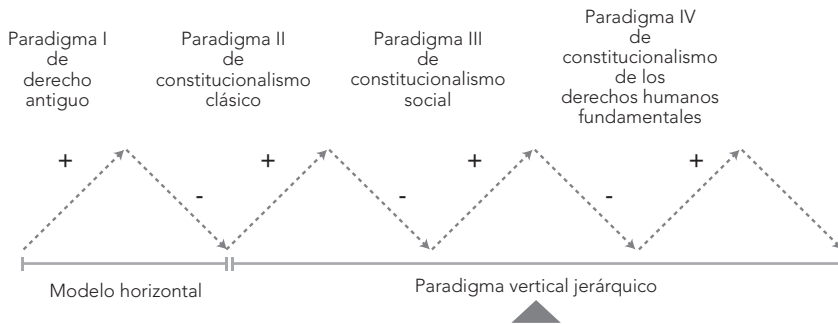 Paradigma I
de
derecho
antiguo
Paradigma II
de
constitucionalismo
clásico
Paradigma III
de
constitucionalismo
social
Paradigma IV
de
constitucionalismo
de los
derechos humanos
fundamentales
+
-
+
-
+
-
+
Modelo horizontal
Paradigma vertical jerárquico